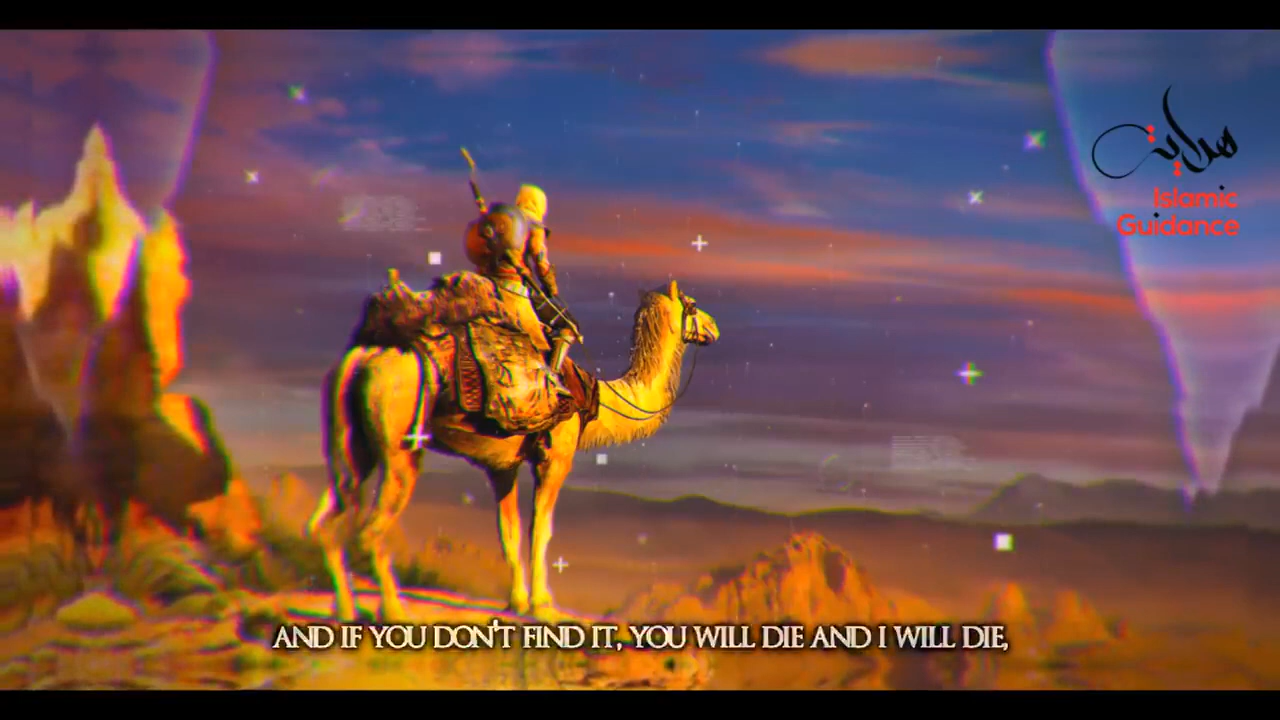 هداية
Islamic
Guidance
AND IF YOU DON'T FIND IT, YOU WILL DIE AND I WILL DIE,